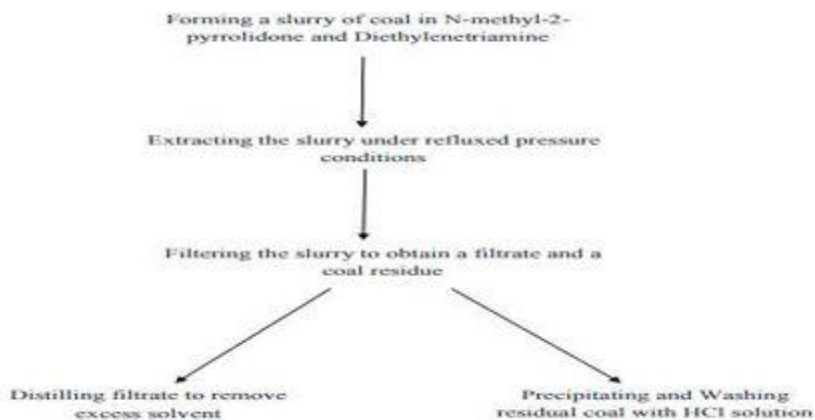 Forming a slurry of coal in N-methyl-2-
pyrrolidone and Diethylenetriamine
Extracting the slurry under refluxed pressure
conditions
Filtering the slurry to obtain a filtrate and a
coal residue
Distilling filtrate to remove
excess solvent
Precipitating and Washing
residual coal with HCl solution